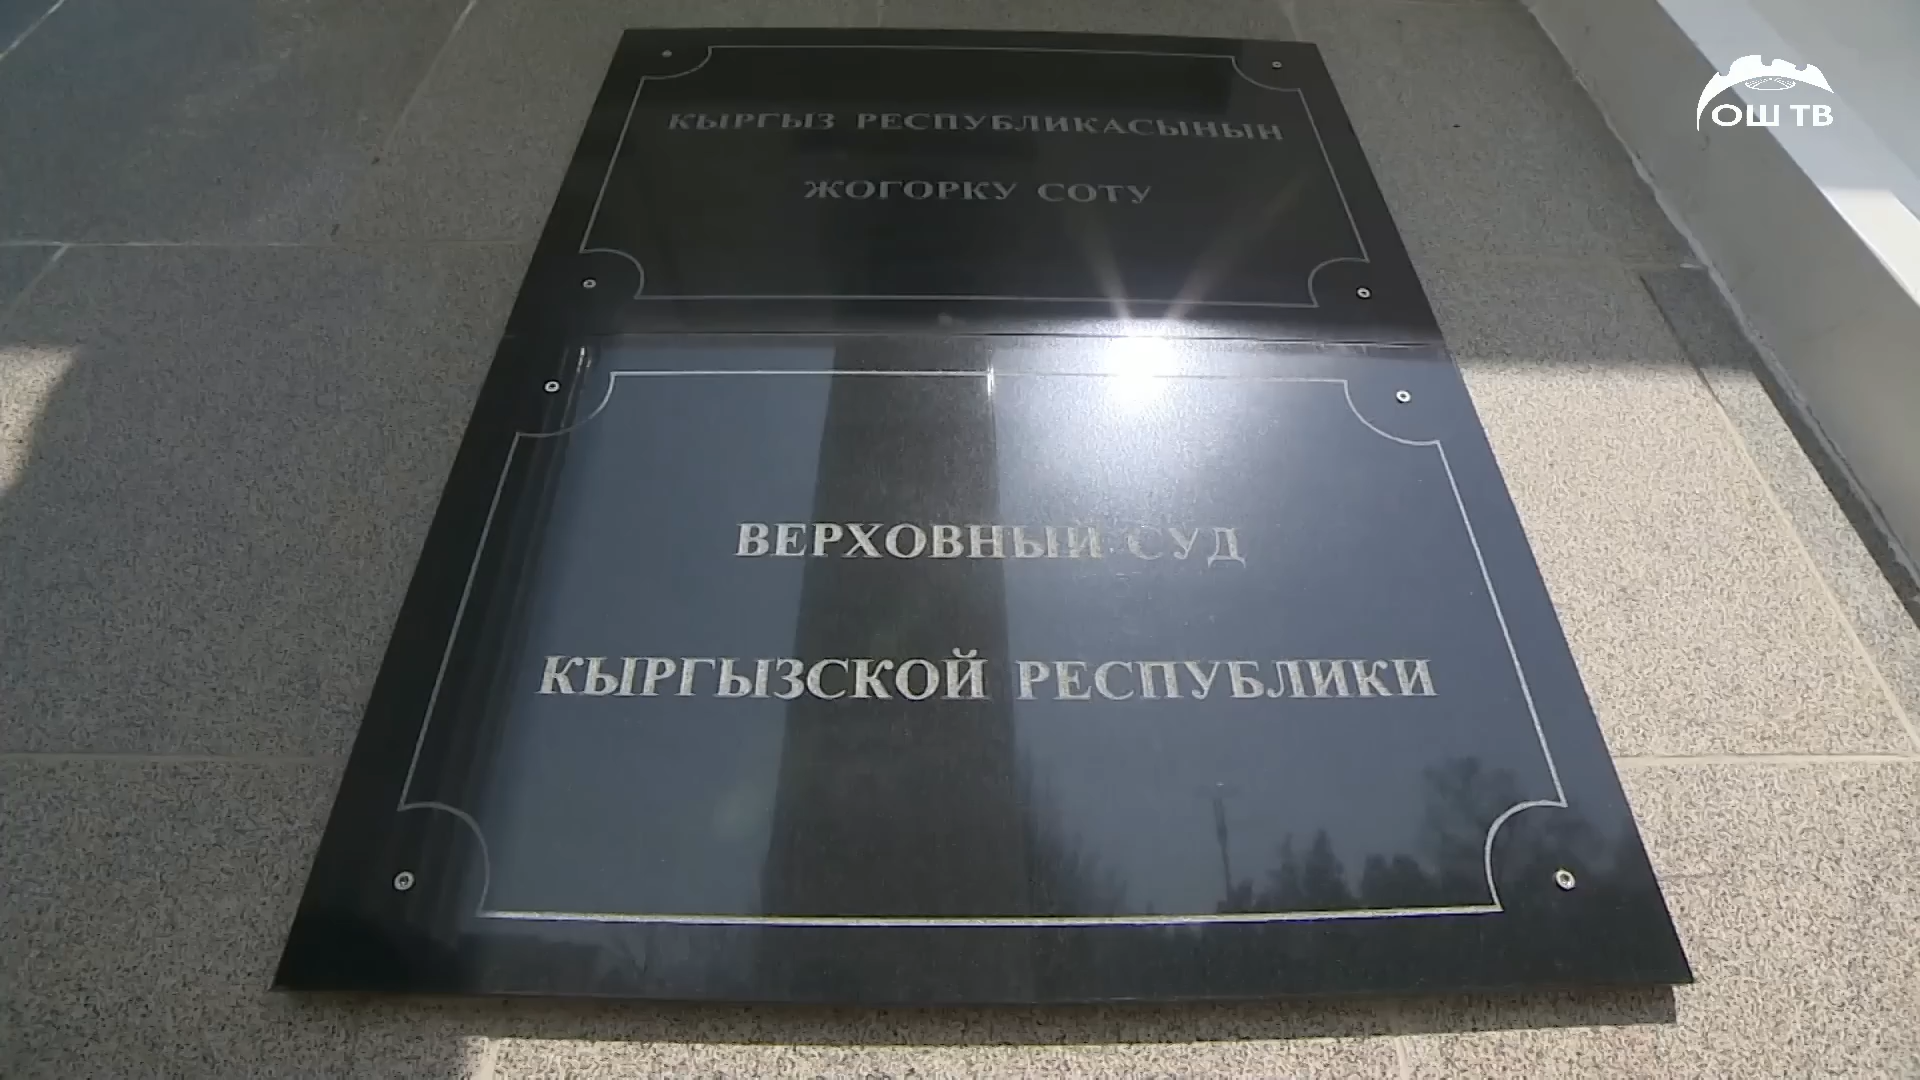 ОШ ТВ
КЫРГЫЗ РЕСПУБЛИКАСЫНЫН
ЖОГОРКУ СОТУ
ВЕРХОВНЫЙ СУД
КЫРГЫЗСКОЙ РЕСПУБЛИКИ